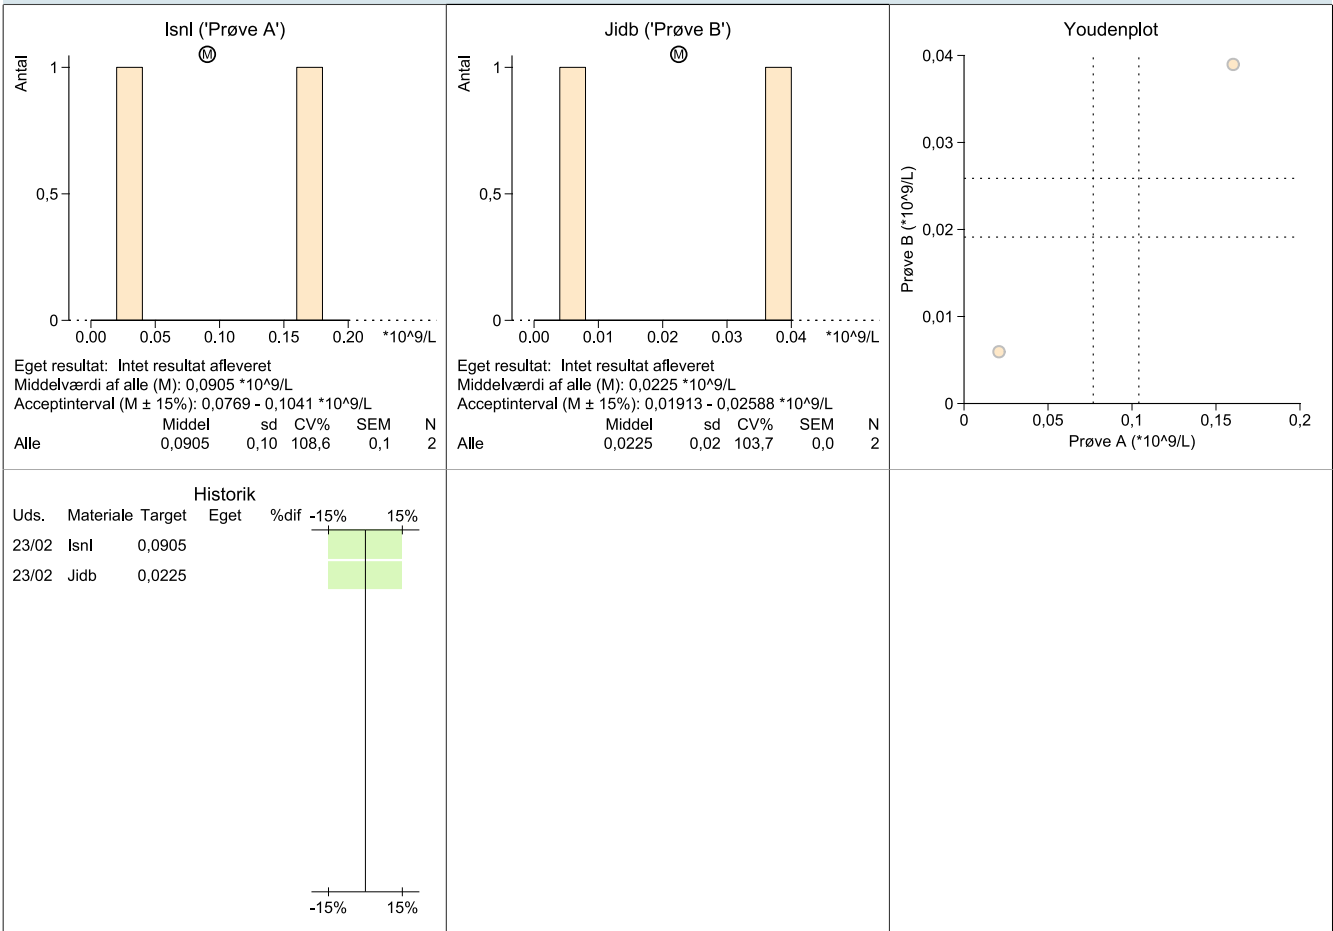 Isnl ('Prøve A')
M
Antal
1
0,5
0
0.00 0.05 0.10 0.15 0.20 *10^9/L
Eget resultat: Intet resultat afleveret
Middelværdi af alle (M): 0,0905 *10^9/L
Acceptinterval (M ± 15%): 0,0769 - 0,1041 *10^9/L
Middel sd CV% SEM N
Alle 0,0905 0,10 108,6 0,1 2
Jidb ('Prøve B')
M
Antal
1
0,5
0
0.00 0.01 0.02 0.03 0.04 *10^9/L
Eget resultat: Intet resultat afleveret
Middelværdi af alle (M): 0,0225 *10^9/L
Acceptinterval (M ± 15%): 0,01913 - 0,02588 *10^9/L
Middel sd CV% SEM N
Alle 0,0225 0,02 103,7 0,0 2
Youdenplot
Prøve B (*10^9/L)
0,04
0,03
0,02
0,01
0
0 0,05 0,1 0,15 0,2
Prøve A (*10^9/L)
Historik
Uds. Materiale Target Eget %dif -15% 15%
23/02 Isnl 0,0905
23/02 Jidb 0,0225
-15% 15%